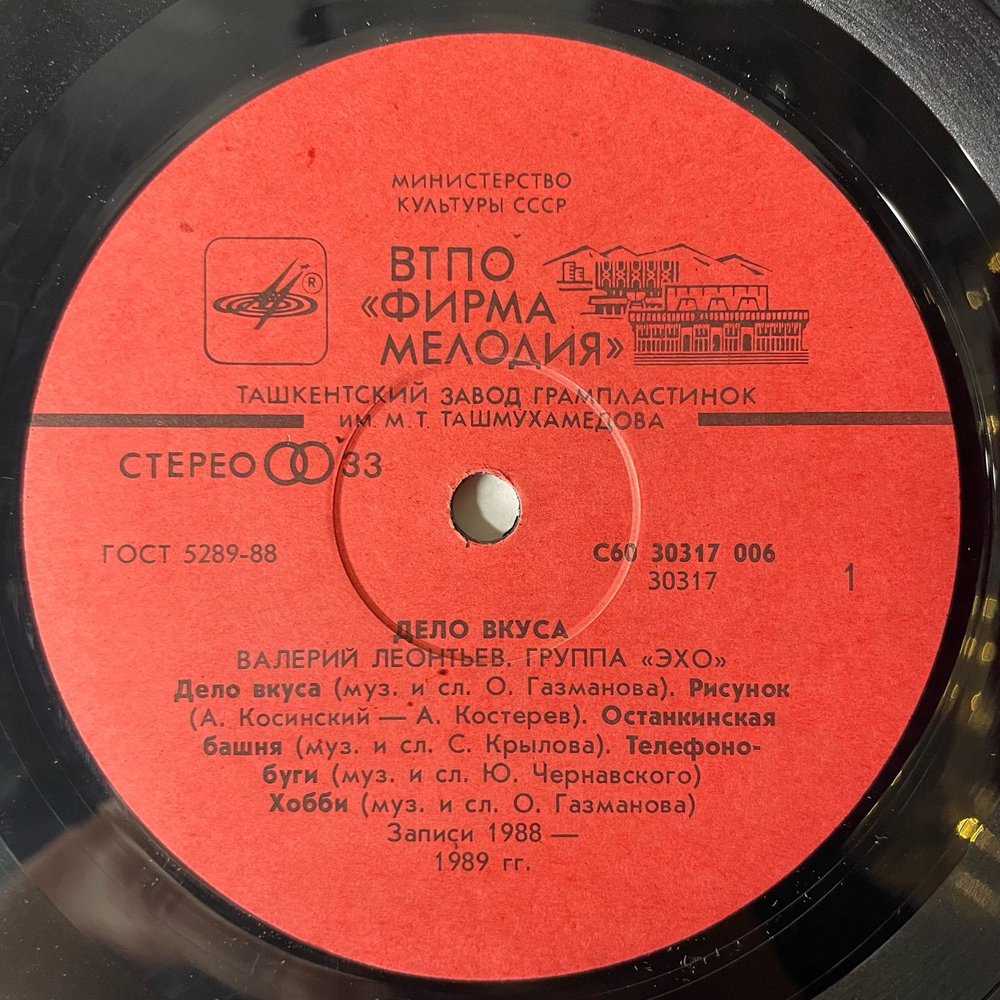 МИНИСТЕРСТВО
КУЛЬТУРЫ СССР
ВТПО
«ФИРМА
МЕЛОДИЯ»
®
ТАШКЕНТСКИЙ ЗАВОД ГРАМПЛАСТИНОК
ИМ. М. Т. ТАШМУХАМЕДОВА
СТЕРЕО 33
ГОСТ 5289-88
С60 30317 006
30317
1
ДЕЛО ВКУСА
ВАЛЕРИЙ ЛЕОНТЬЕВ. ГРУППА «ЭХО»
Дело вкуса (муз. и сл. О. Газманова). Рисунок
(А. Косинский — А. Костерев). Останкинская
башня (муз. и сл. С. Крылова). Телефоно-
буги (муз. и сл. Ю. Чернавского)
Хобби (муз. и сл. О. Газманова)
Записи 1988 —
1989 гг.